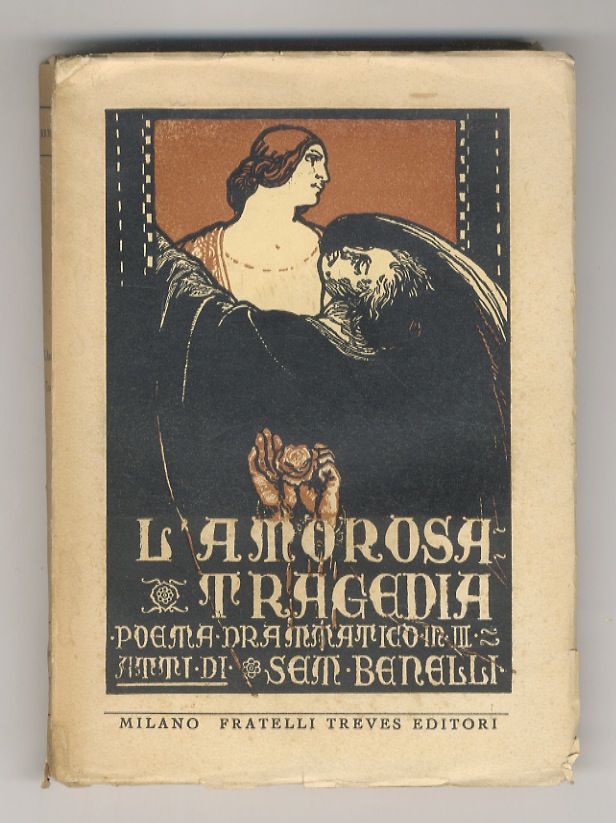 L'AMOROSA
TRAGEDIA
·POEMA·DRAMMATICO·IN·III·
ATTI·DI SEM·BENELLI·
MILANO FRATELLI TREVES EDITORI